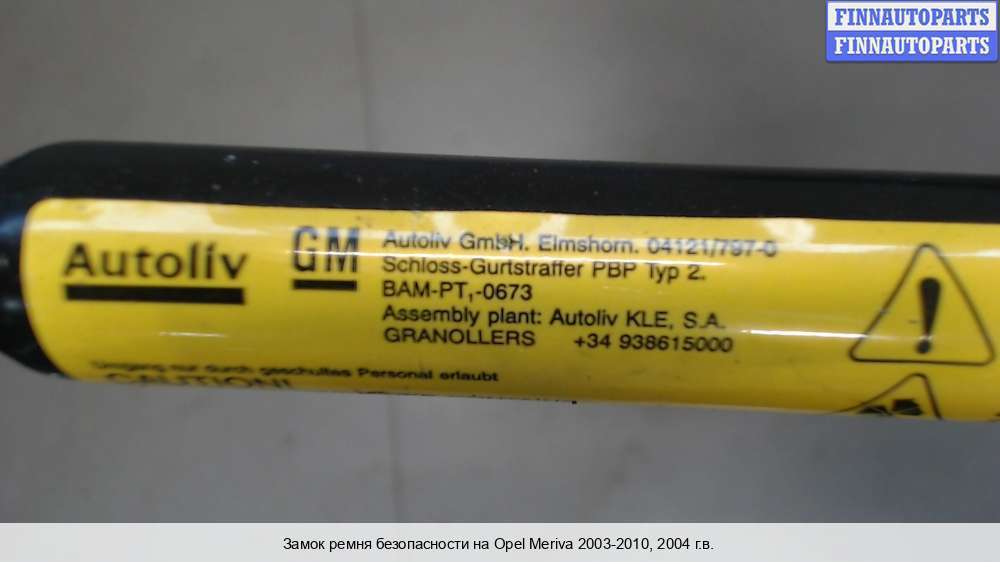 FINNAUTOPARTS
FINNAUTOPARTS
Autoliv
GM
Autoliv GmbH. Elmshorn. 04121/797-0
Schloss-Gurtstraffer PBP Typ 2.
BAM-PT,-0673
Assembly plant: Autoliv KLE, S.A.
GRANOLLERS +34 938615000
Umgang nur durch geschultes Personal erlaubt
CAUTION!
Замок ремня безопасности на Opel Meriva 2003-2010, 2004 г.в.